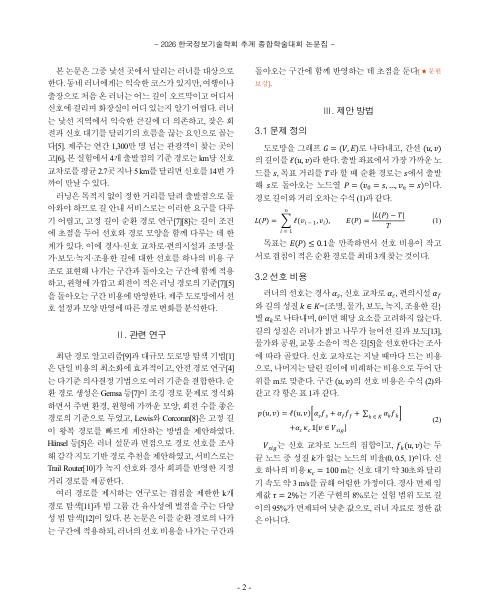 – 2026 한국정보기술학회 추계 종합학술대회 논문집 –
본 논문은 그중 낯선 곳에서 달리는 러너를 대상으로
한다. 동네 러너에게는 익숙한 코스가 있지만, 여행이나
출장으로 처음 온 러너는 어느 길이 오르막이고 어디서
신호에 걸리며 화장실이 어디 있는지 알기 어렵다. 러너
는 낯선 지역에서 익숙한 큰길에 더 의존하고, 잦은 회
전과 신호 대기를 달리기의 흐름을 끊는 요인으로 꼽는
다[5]. 제주는 연간 1,300만 명 넘는 관광객이 찾는 곳이
고[6], 본 실험에서 4개 출발점의 기준 경로는 km당 신호
교차로를 평균 2.7곳 지나 5 km를 달리면 신호를 14번 가
까이 만날 수 있다.
러닝은 목적지 없이 정한 거리를 달려 출발점으로 돌
아와야 하므로 길 안내 서비스로는 이러한 요구를 다루
기 어렵고, 고정 길이 순환 경로 연구[7][8]는 길이 조건
에 초점을 두어 선호와 경로 모양을 함께 다루는 데 한
계가 있다. 이에 경사·신호 교차로·편의시설과 조명·물
가·보도·녹지·조용한 길에 대한 선호를 하나의 비용 구
조로 표현해 나가는 구간과 돌아오는 구간에 함께 적용
하고, 원형에 가깝고 회전이 적은 러닝 경로의 기준[7][5]
을 돌아오는 구간 비용에 반영한다. 제주 도로망에서 선
호 설정과 모양 반영에 따른 경로 변화를 분석한다.
Ⅱ. 관련 연구
최단 경로 알고리즘[9]과 대규모 도로망 탐색 기법[1]
은 단일 비용의 최소화에 효과적이고, 안전 경로 연구[4]
는 다기준 의사결정 기법으로 여러 기준을 결합한다. 순
환 경로 생성은 Gemsa 등[7]이 조깅 경로 문제로 정식화
하면서 주변 환경, 원형에 가까운 모양, 회전 수를 좋은
경로의 기준으로 두었고, Lewis와 Corcoran[8]은 고정 길
이 왕복 경로를 빠르게 계산하는 방법을 제안하였다.
Hänsel 등[5]은 러너 설문과 면접으로 경로 선호를 조사
해 감각 지도 기반 경로 추천을 제안하였고, 서비스로는
Trail Router[10]가 녹지 선호와 경사 회피를 반영한 지정
거리 경로를 제공한다.
여러 경로를 제시하는 연구로는 겹침을 제한한 k개
경로 탐색[11]과 빔 그룹 간 유사성에 벌점을 주는 다양
성 빔 탐색[12]이 있다. 본 논문은 이를 순환 경로의 나가
는 구간에 적용하되, 러너의 선호 비용을 나가는 구간과
돌아오는 구간에 함께 반영하는 데 초점을 둔다[★문헌
보강].
Ⅲ. 제안 방법
3.1 문제 정의
도로망을 그래프 G = (V, E)로 나타내고, 간선 (u, v)
의 길이를 ℓ(u, v)라 한다. 출발 좌표에서 가장 가까운 노
드를 s, 목표 거리를 T라 할 때 순환 경로는 s에서 출발
해 s로 돌아오는 노드열 P = (v₀ = s, ..., vₙ = s)이다.
경로 길이와 거리 오차는 수식 (1)과 같다.
L(P) = ∑ᵢ₌₁ⁿ ℓ(vᵢ₋₁, vᵢ), E(P) = |L(P) − T| / T (1)
목표는 E(P) ≤ 0.1을 만족하면서 선호 비용이 작고
서로 겹침이 적은 순환 경로를 최대 3개 찾는 것이다.
3.2 선호 비용
러너의 선호는 경사 αₛ, 신호 교차로 α꜀, 편의시설 α_f
와 길의 성질 k ∈ K={조명, 물가, 보도, 녹지, 조용한 길}
별 αₖ로 나타내며, 0이면 해당 요소를 고려하지 않는다.
길의 성질은 러너가 밝고 나무가 늘어선 길과 보도[13],
물가와 공원, 교통 소음이 적은 길[5]을 선호한다는 조사
에 따라 골랐다. 신호 교차로는 지날 때마다 드는 비용
으로, 나머지는 달린 길이에 비례하는 비용으로 두어 단
위를 m로 맞춘다. 구간 (u, v)의 선호 비용은 수식 (2)와
같고 각 항은 표 1과 같다.
p(u, v) = ℓ(u, v)[αₛfₛ + α_f f_f + ∑ₖ∈K αₖfₖ]
+α꜀ κ꜀ 𝟙[v ∈ V_sig] (2)
V_sig는 신호 교차로 노드의 집합이고, fₖ(u, v)는 두
끝 노드 중 성질 k가 없는 노드의 비율(0, 0.5, 1)이다. 신
호 하나의 비용 κ꜀ = 100 m는 신호 대기 약 30초와 달리
기 속도 약 3 m/s를 곱해 어림한 가정이다. 경사 면제 임
계값 τ = 2%는 기존 구현의 8%로는 실험 범위 도로 길
이의 95%가 면제되어 낮춘 값으로, 러너 자료로 정한 값
은 아니다.
- 2 -